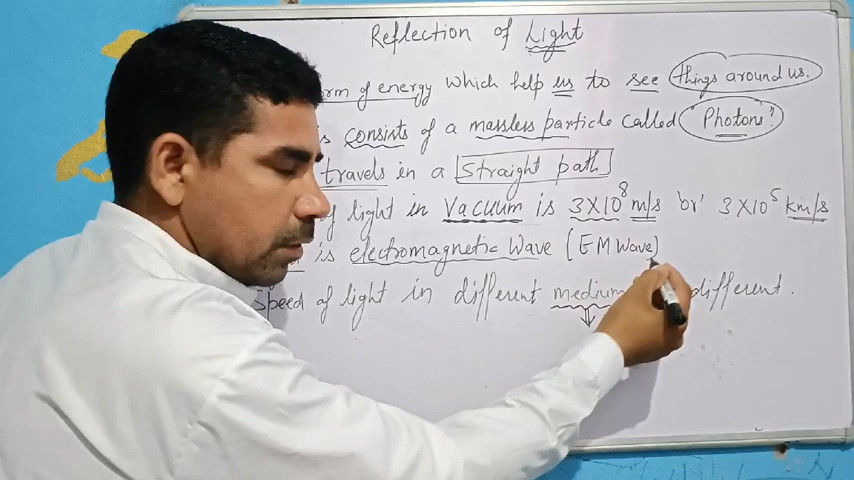 Reflection of Light
orm of energy which help us to see things around us.
s consists of a massless particle called "Photons"
travels in a straight path
of light in vacuum is 3X10⁸ m/s 'or' 3X10⁵ km/s
is electromagnetic wave (EM Wave)
Speed of light in different medium different.